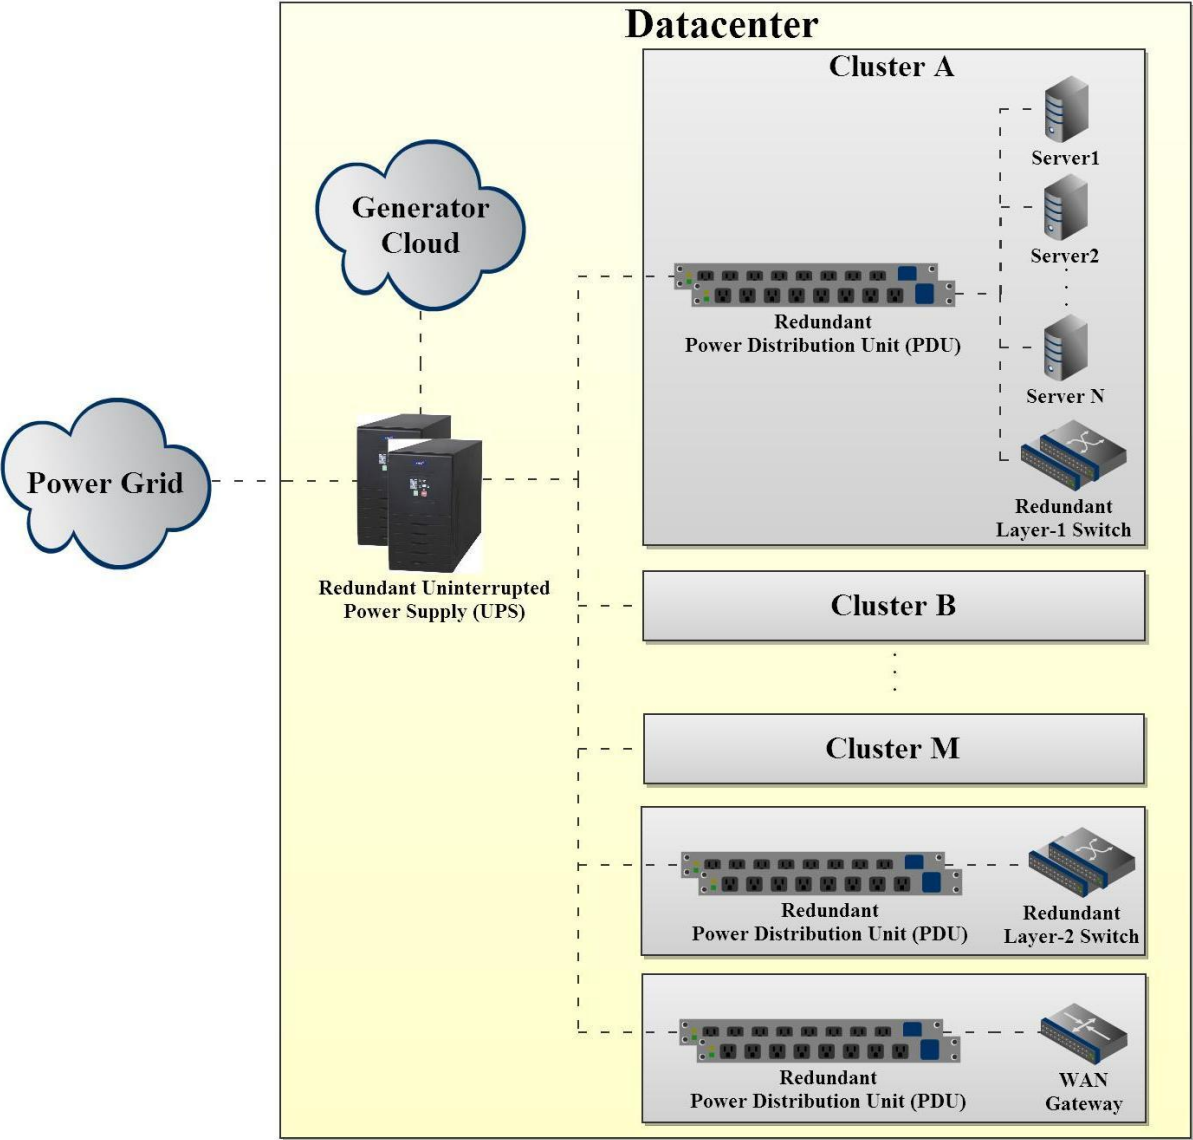 Datacenter
Cluster A
Server1
Generator
Cloud
Server2
Redundant
Power Distribution Unit (PDU)
Server N
Power Grid
Redundant
Layer-1 Switch
Redundant Uninterrupted
Power Supply (UPS)
Cluster B
Cluster M
Redundant
Power Distribution Unit (PDU)
Redundant
Layer-2 Switch
Redundant
Power Distribution Unit (PDU)
WAN
Gateway